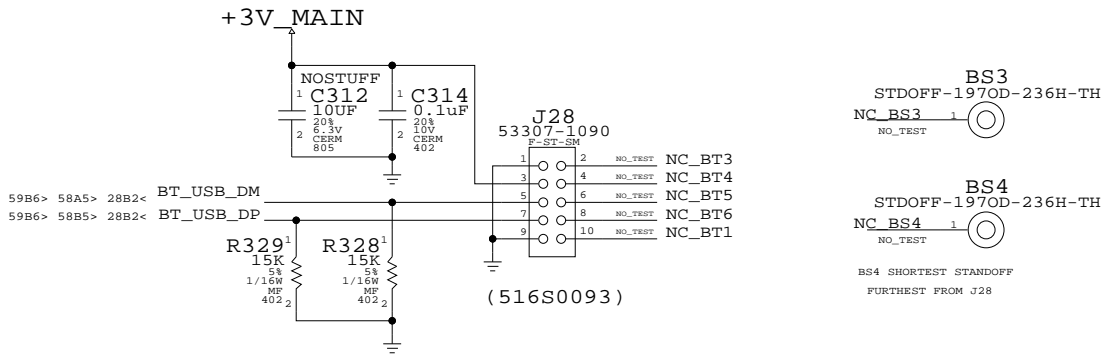 +3V_MAIN
NOSTUFF
1
C312
10UF
20%
6.3V
CERM
805
2
1
C314
0.1uF
20%
10V
CERM
402
2
J28
53307-1090
F-ST-SM
1
2
NO_TEST
NC_BT3
3
4
NO_TEST
NC_BT4
5
6
NO_TEST
NC_BT5
7
8
NO_TEST
NC_BT6
9
10
NO_TEST
NC_BT1
(516S0093)
59B6> 58A5> 28B2< BT_USB_DM
59B6> 58B5> 28B2< BT_USB_DP
R329
1
15K
5%
1/16W
MF
402
2
R328
1
15K
5%
1/16W
MF
402
2
BS3
STDOFF-197OD-236H-TH
NC_BS3
1
NO_TEST
BS4
STDOFF-197OD-236H-TH
NC_BS4
1
NO_TEST
BS4 SHORTEST STANDOFF
FURTHEST FROM J28